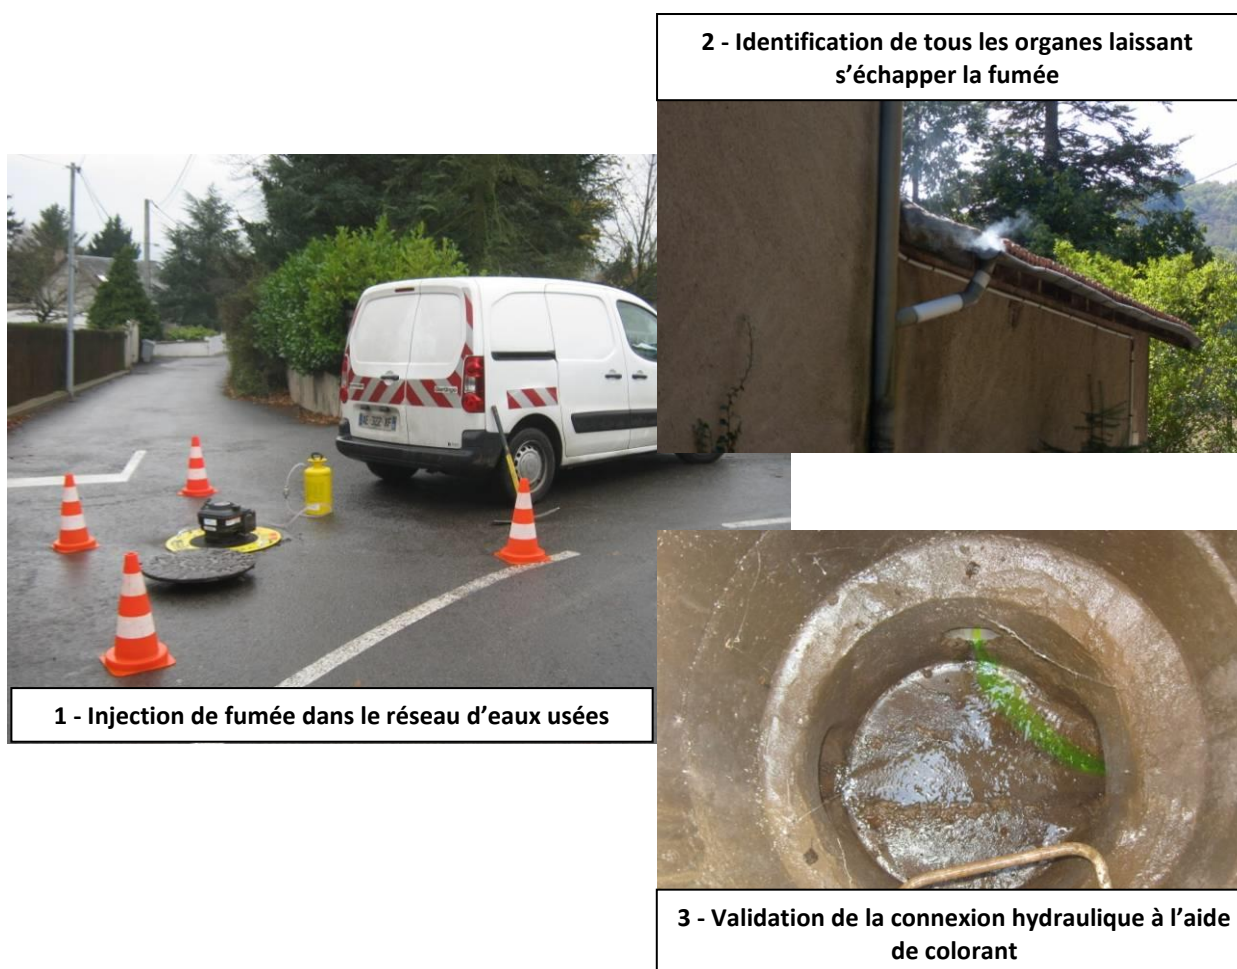 2 - Identification de tous les organes laissant
s’échapper la fumée
1 - Injection de fumée dans le réseau d’eaux usées
3 - Validation de la connexion hydraulique à l’aide
de colorant